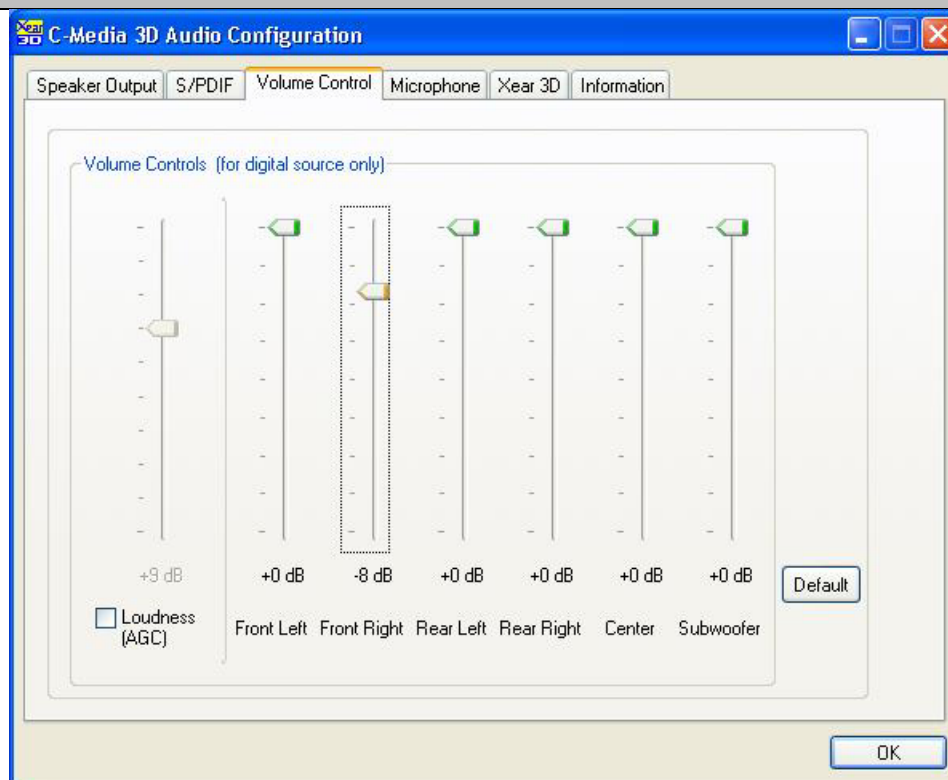 Xear 3D C-Media 3D Audio Configuration
Speaker Output S/PDIF Volume Control Microphone Xear 3D Information
Volume Controls (for digital source only)
+9 dB +0 dB -8 dB +0 dB +0 dB +0 dB +0 dB
Default
Loudness
(AGC)
Front Left Front Right Rear Left Rear Right Center Subwoofer
OK